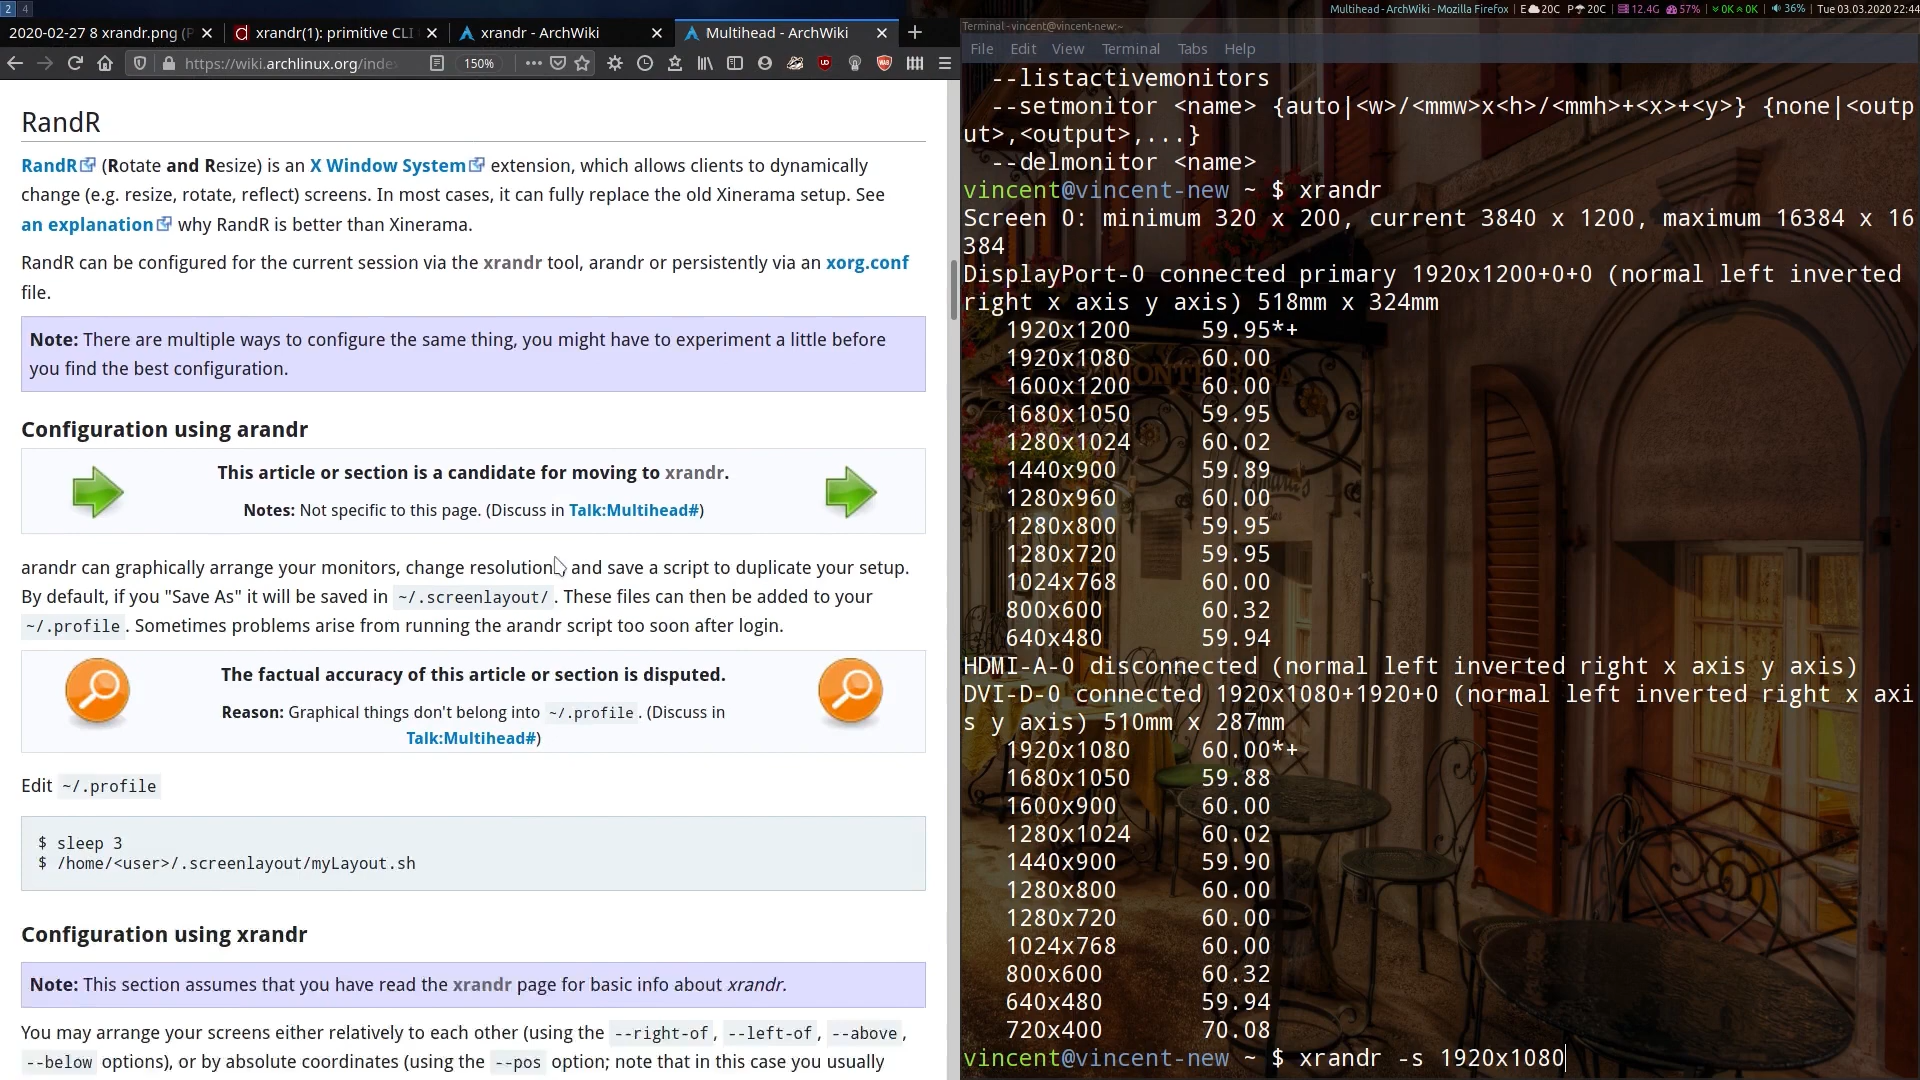 2 4
Multihead - ArchWiki - Mozilla Firefox | E 20C P 20C | 12.4G 57% | 0K 0K | 36% | Tue 03.03.2020 22:44
2020-02-27 8 xrandr.png (P
xrandr(1): primitive CLI
xrandr - ArchWiki
Multihead - ArchWiki
https://wiki.archlinux.org/inde
150%
RandR
RandR (Rotate and Resize) is an X Window System extension, which allows clients to dynamically
change (e.g. resize, rotate, reflect) screens. In most cases, it can fully replace the old Xinerama setup. See
an explanation why RandR is better than Xinerama.
RandR can be configured for the current session via the xrandr tool, arandr or persistently via an xorg.conf
file.
Note: There are multiple ways to configure the same thing, you might have to experiment a little before
you find the best configuration.
Configuration using arandr
This article or section is a candidate for moving to xrandr.
Notes: Not specific to this page. (Discuss in Talk:Multihead#)
arandr can graphically arrange your monitors, change resolution, and save a script to duplicate your setup.
By default, if you "Save As" it will be saved in ~/.screenlayout/. These files can then be added to your
~/.profile. Sometimes problems arise from running the arandr script too soon after login.
The factual accuracy of this article or section is disputed.
Reason: Graphical things don't belong into ~/.profile. (Discuss in
Talk:Multihead#)
Edit ~/.profile
$ sleep 3
$ /home/<user>/.screenlayout/myLayout.sh
Configuration using xrandr
Note: This section assumes that you have read the xrandr page for basic info about xrandr.
You may arrange your screens either relatively to each other (using the --right-of, --left-of, --above,
--below options), or by absolute coordinates (using the --pos option; note that in this case you usually
Terminal - vincent@vincent-new:~
File Edit View Terminal Tabs Help
--listactivemonitors
--setmonitor <name> {auto|<w>/<mmw>x<h>/<mmh>+<x>+<y>} {none|<outp
ut>,<output>,...}
--delmonitor <name>
vincent@vincent-new ~ $ xrandr
Screen 0: minimum 320 x 200, current 3840 x 1200, maximum 16384 x 16
384
DisplayPort-0 connected primary 1920x1200+0+0 (normal left inverted
right x axis y axis) 518mm x 324mm
1920x1200 59.95*+
1920x1080 60.00
1600x1200 60.00
1680x1050 59.95
1280x1024 60.02
1440x900 59.89
1280x960 60.00
1280x800 59.95
1280x720 59.95
1024x768 60.00
800x600 60.32
640x480 59.94
HDMI-A-0 disconnected (normal left inverted right x axis y axis)
DVI-D-0 connected 1920x1080+1920+0 (normal left inverted right x axi
s y axis) 510mm x 287mm
1920x1080 60.00*+
1680x1050 59.88
1600x900 60.00
1280x1024 60.02
1440x900 59.90
1280x800 60.00
1280x720 60.00
1024x768 60.00
800x600 60.32
640x480 59.94
720x400 70.08
vincent@vincent-new ~ $ xrandr -s 1920x1080